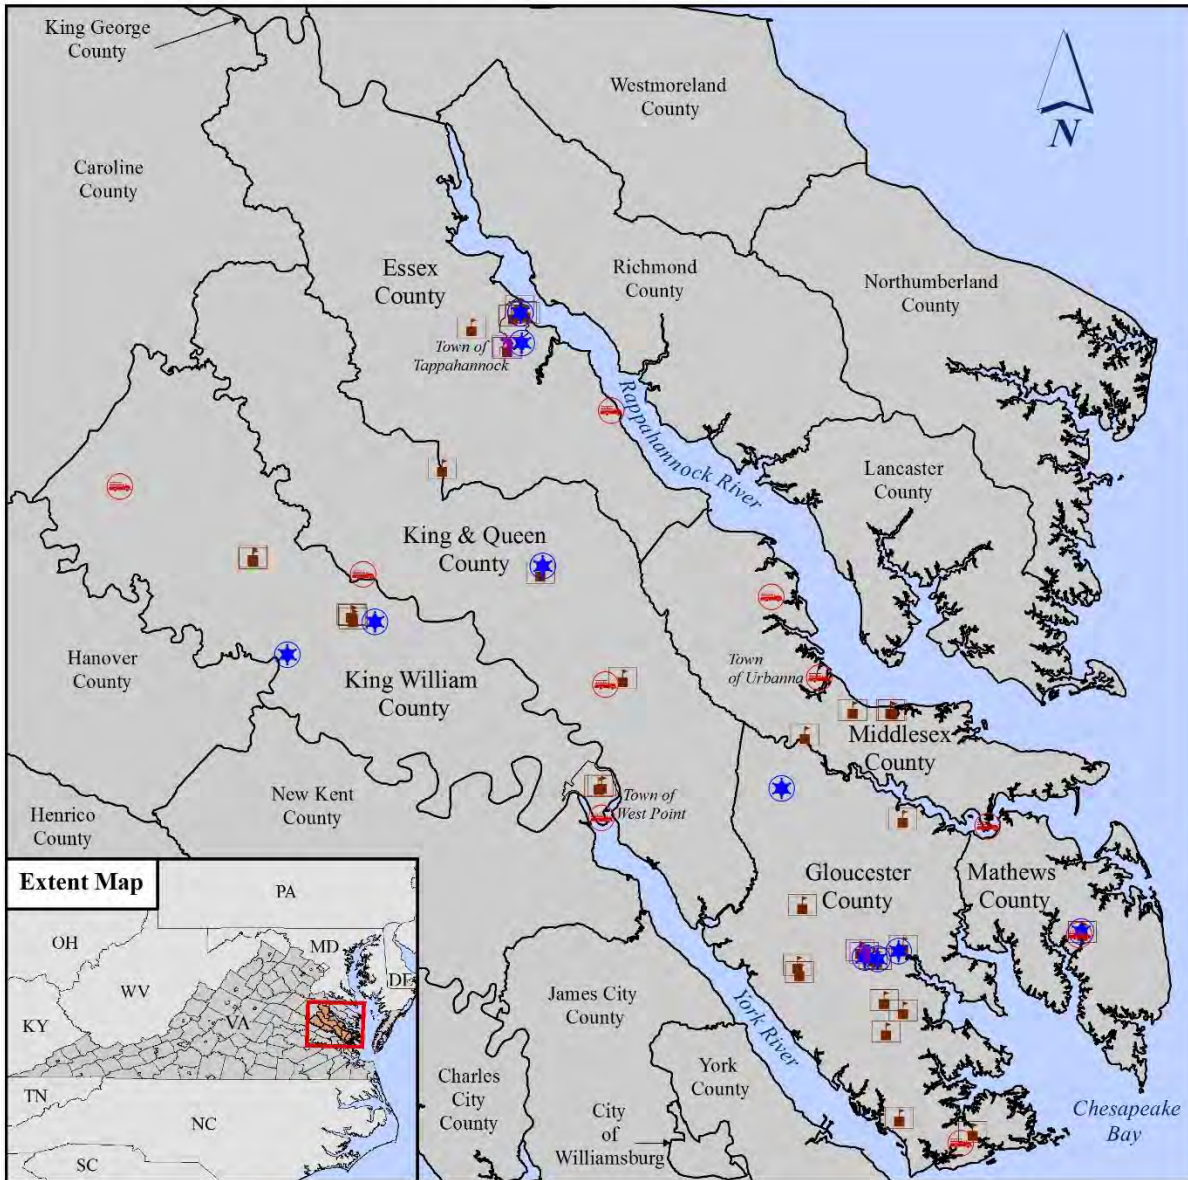 King George
County
Westmoreland
County
N
Caroline
County
Essex
County
Richmond
County
Northumberland
County
Town of
Tappahannock
Rappahannock River
Lancaster
County
King & Queen
County
Hanover
County
King William
County
Town
of Urbanna
Middlesex
County
New Kent
County
Town of
West Point
Henrico
County
Gloucester
County
Mathews
County
Extent Map
PA
OH
MD
DE
WV
KY
VA
TN
NC
SC
James City
County
York River
York
County
Charles
City
County
City
of
Williamsburg
Chesapeake
Bay